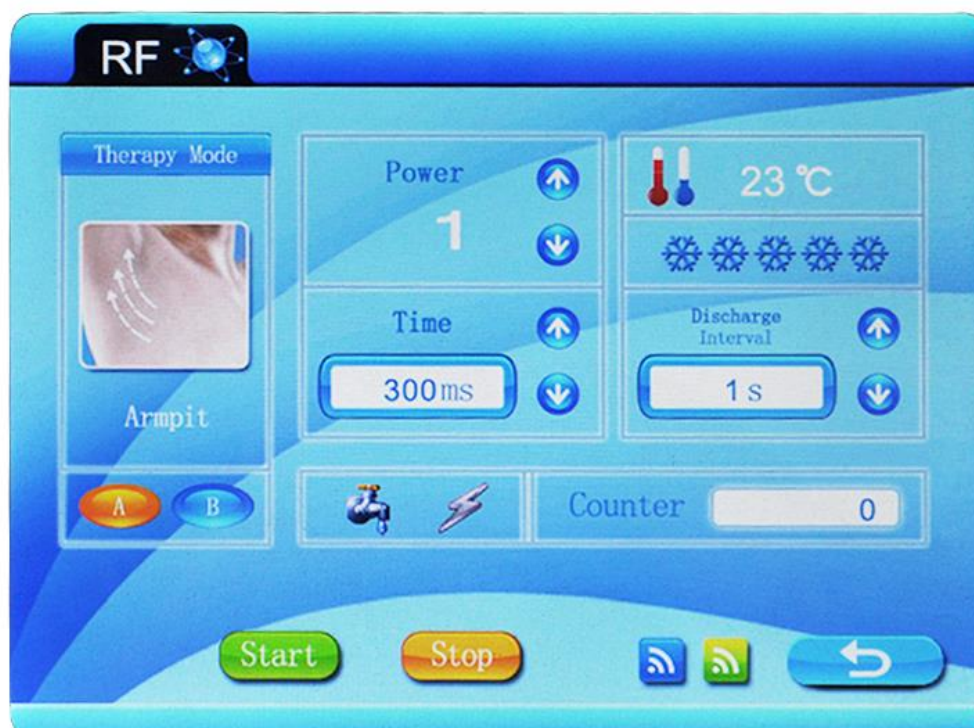 RF
Therapy Mode
Armpit
A B
Power
1
Time
300ms
23 ℃
Discharge
Interval
1 s
Counter 0
Start
Stop